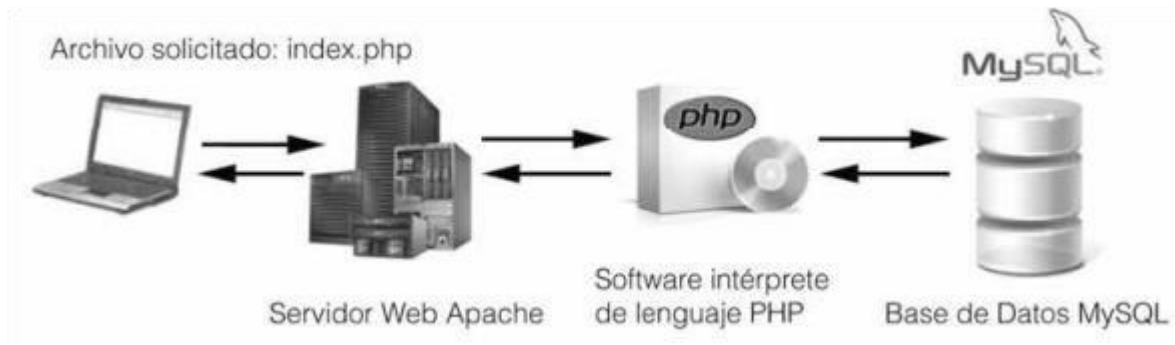 Archivo solicitado: index.php
MySQL
php
Servidor Web Apache
Software intérprete
de lenguaje PHP
Base de Datos MySQL